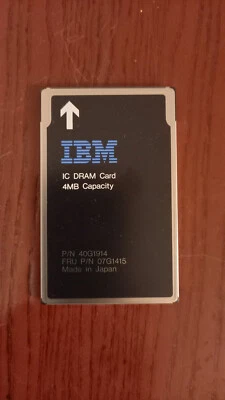 IBM
IC DRAM Card
4MB Capacity
P/N 40G1914
FRU P/N 07G1415
Made in Japan